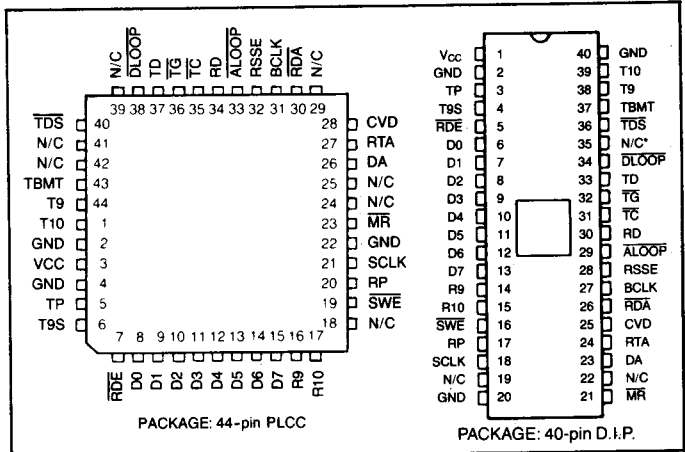 N/C DLOOP TD TG TC RD ALOOP RSSE BCLK RDA N/C
39 38 37 36 35 34 33 32 31 30 29
TDS 40 28 CVD
N/C 41 27 RTA
N/C 42 26 DA
TBMT 43 25 N/C
T9 44 24 N/C
T10 1 23 MR
GND 2 22 GND
VCC 3 21 SCLK
GND 4 20 RP
TP 5 19 SWE
T9S 6 18 N/C
7 8 9 10 11 12 13 14 15 16 17
RDE D0 D1 D2 D3 D4 D5 D6 D7 R9 R10
PACKAGE: 44-pin PLCC
VCC 1 40 GND
GND 2 39 T10
TP 3 38 T9
T9S 4 37 TBMT
RDE 5 36 TDS
D0 6 35 N/C*
D1 7 34 DLOOP
D2 8 33 TD
D3 9 32 TG
D4 10 31 TC
D5 11 30 RD
D6 12 29 ALOOP
D7 13 28 RSSE
R9 14 27 BCLK
R10 15 26 RDA
SWE 16 25 CVD
RP 17 24 RTA
SCLK 18 23 DA
N/C 19 22 N/C
GND 20 21 MR
PACKAGE: 40-pin D.I.P.